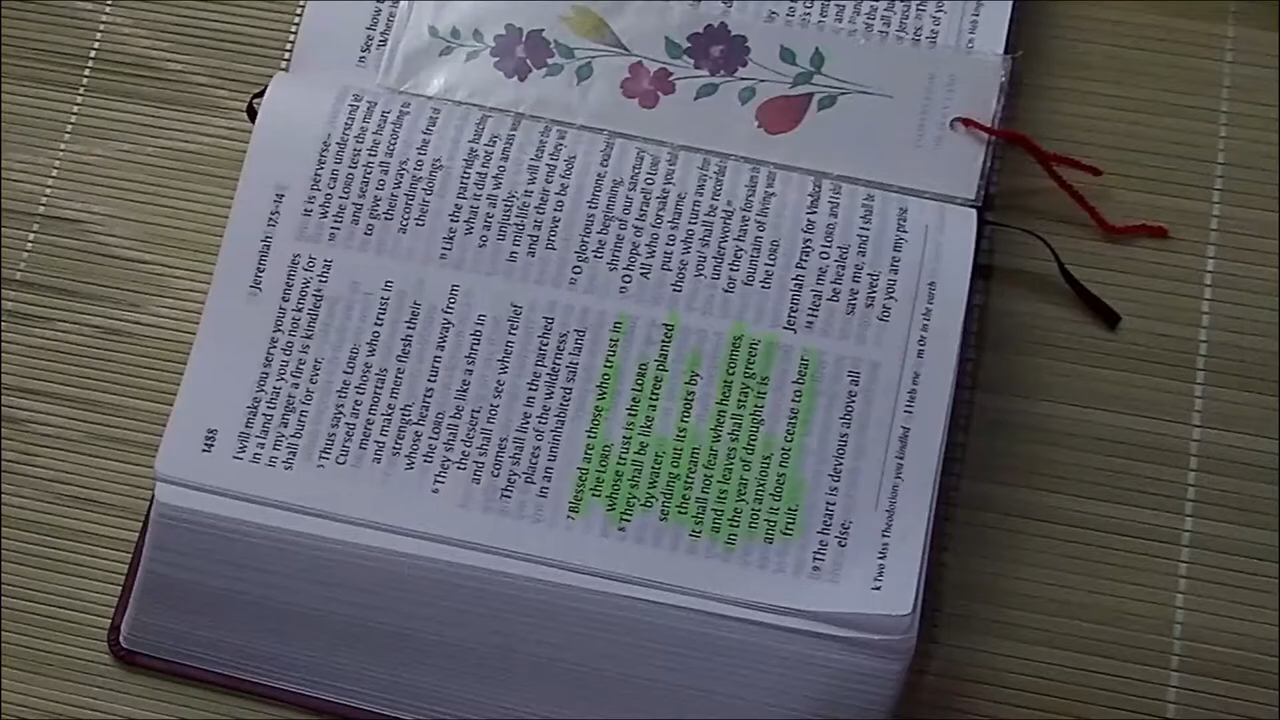 488
Jeremiah 17.5–14
I will make you serve your enemies
in a land that you do not know, for
in my anger a fire is kindled k that
shall burn for ever.
5 Thus says the LORD:
Cursed are those who trust in
mere mortals
and make mere flesh their
strength,
whose hearts turn away from
the LORD.
6 They shall be like a shrub in
the desert,
and shall not see when relief
comes.
They shall live in the parched
places of the wilderness,
in an uninhabited salt land.
7 Blessed are those who trust in
the LORD,
whose trust is the LORD.
8 They shall be like a tree planted
by water,
sending out its roots by
the stream.
It shall not fear when heat comes,
and its leaves shall stay green;
in the year of drought it is
not anxious,
and it does not cease to bear
fruit.
9 The heart is devious above all
else;
it is perverse—
who can understand it?
10 I the LORD test the mind
and search the heart,
to give to all according to
their ways,
according to the fruit of
their doings.
11 Like the partridge hatching
what it did not lay,
so are all who amass
unjustly;
in mid-life it will leave
and at their end they will
prove to be fools.
12 O glorious throne,
the beginning,
shrine of our sanctuary!
13 O hope of Israel! O
All who forsake you
put to shame;
those who turn away
you shall be recorded
underworld, m
for they have forsaken
fountain of living
the LORD.
Jeremiah Prays for
14 Heal me, O LORD, and I
be healed;
save me, and I shall be
saved;
for you are my praise.
k Two Mss Theodotion: you kindled l Heb me m Or in the earth
15 See how
"Where is